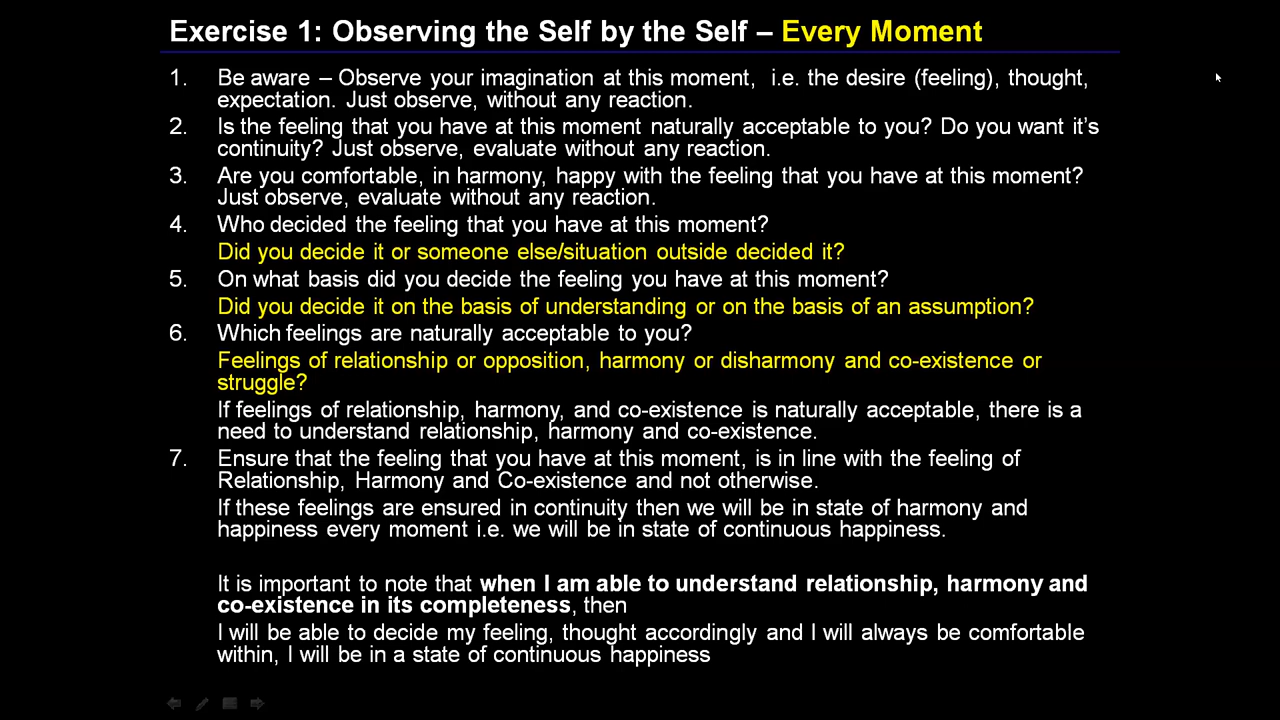 Exercise 1: Observing the Self by the Self – Every Moment
1. Be aware – Observe your imagination at this moment, i.e. the desire (feeling), thought,
expectation. Just observe, without any reaction.
2. Is the feeling that you have at this moment naturally acceptable to you? Do you want it's
continuity? Just observe, evaluate without any reaction.
3. Are you comfortable, in harmony, happy with the feeling that you have at this moment?
Just observe, evaluate without any reaction.
4. Who decided the feeling that you have at this moment?
Did you decide it or someone else/situation outside decided it?
5. On what basis did you decide the feeling you have at this moment?
Did you decide it on the basis of understanding or on the basis of an assumption?
6. Which feelings are naturally acceptable to you?
Feelings of relationship or opposition, harmony or disharmony and co-existence or
struggle?
If feelings of relationship, harmony, and co-existence is naturally acceptable, there is a
need to understand relationship, harmony and co-existence.
7. Ensure that the feeling that you have at this moment, is in line with the feeling of
Relationship, Harmony and Co-existence and not otherwise.
If these feelings are ensured in continuity then we will be in state of harmony and
happiness every moment i.e. we will be in state of continuous happiness.
It is important to note that when I am able to understand relationship, harmony and
co-existence in its completeness, then
I will be able to decide my feeling, thought accordingly and I will always be comfortable
within, I will be in a state of continuous happiness